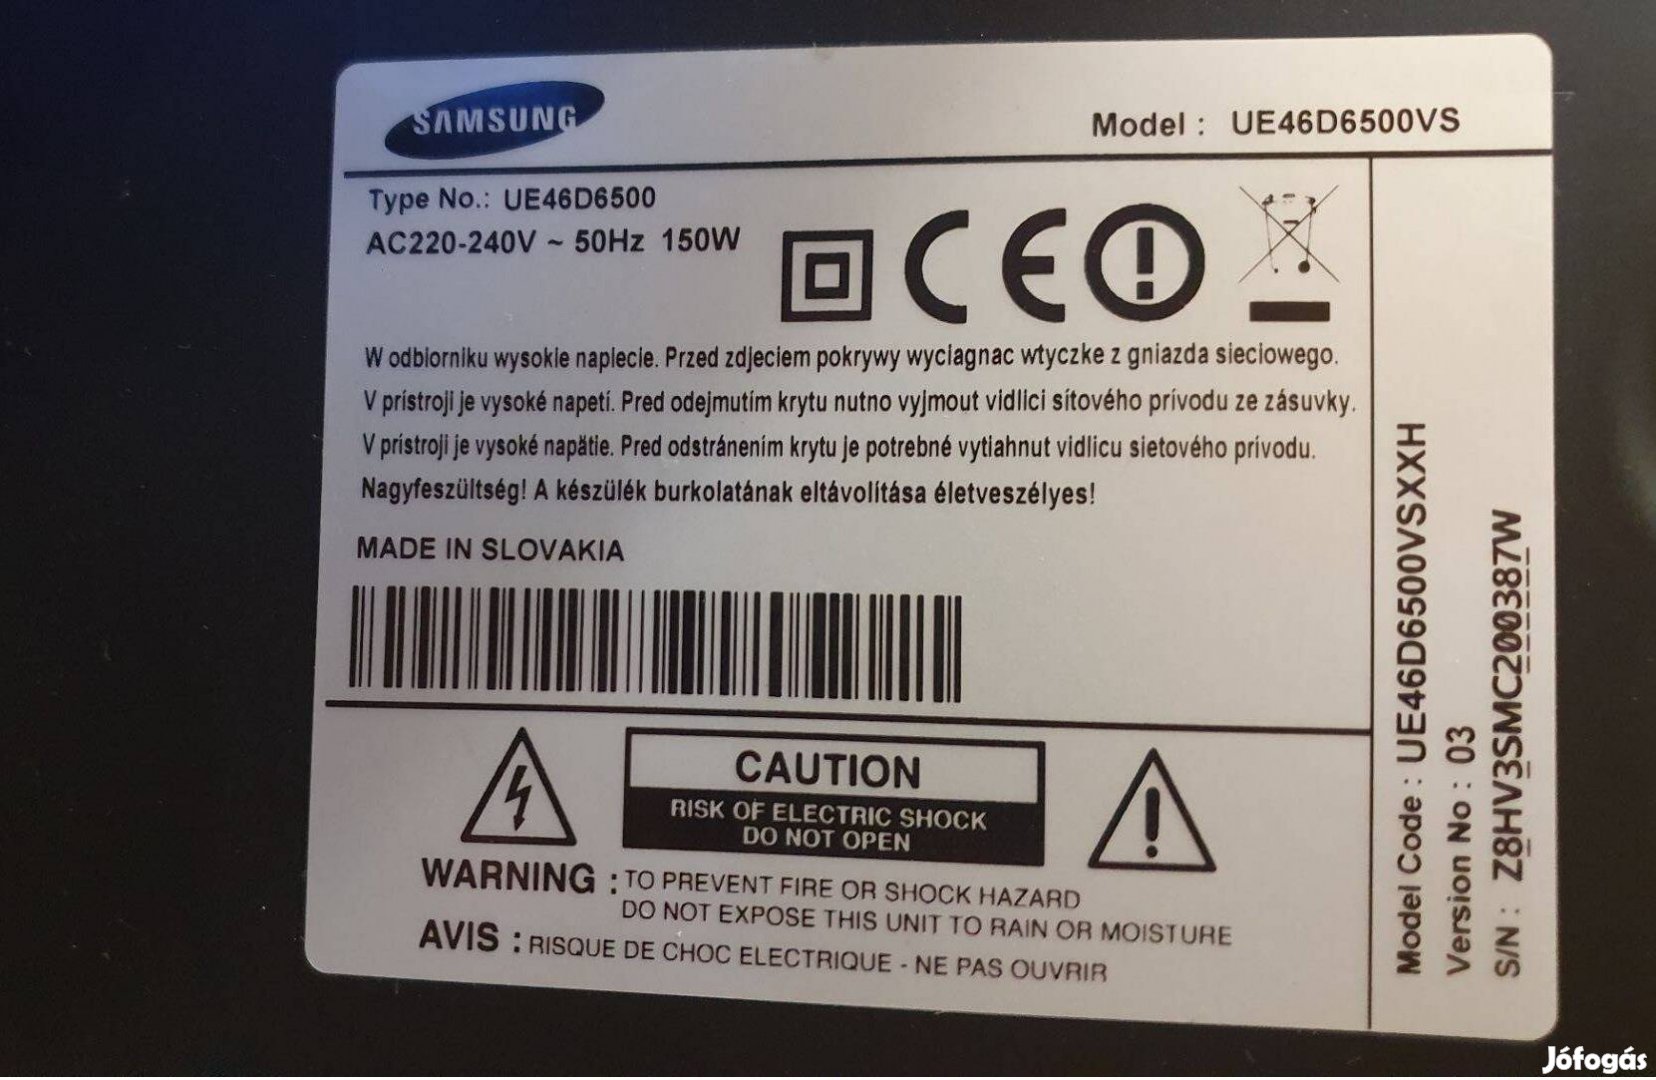 SAMSUNG
Model : UE46D6500VS
Type No.: UE46D6500
AC220-240V ~ 50Hz 150W
W odbiorniku wysokie napiecie. Przed zdjeciem pokrywy wyciagnac wtyczke z gniazda sieciowego.
V prístroji je vysoké napetí. Pred odejmutím krytu nutno vyjmout vidlici sítového prívodu ze zásuvky.
V prístroji je vysoké napätie. Pred odstránením krytu je potrebné vytiahnut vidlicu sietového prívodu.
Nagyfeszültség! A készülék burkolatának eltávolítása életveszélyes!
MADE IN SLOVAKIA
CAUTION
RISK OF ELECTRIC SHOCK
DO NOT OPEN
WARNING : TO PREVENT FIRE OR SHOCK HAZARD
DO NOT EXPOSE THIS UNIT TO RAIN OR MOISTURE
AVIS : RISQUE DE CHOC ELECTRIQUE - NE PAS OUVRIR
Model Code : UE46D6500VSXXH
Version No : 03
S/N : Z8HV3SMC200387W
Jófogás